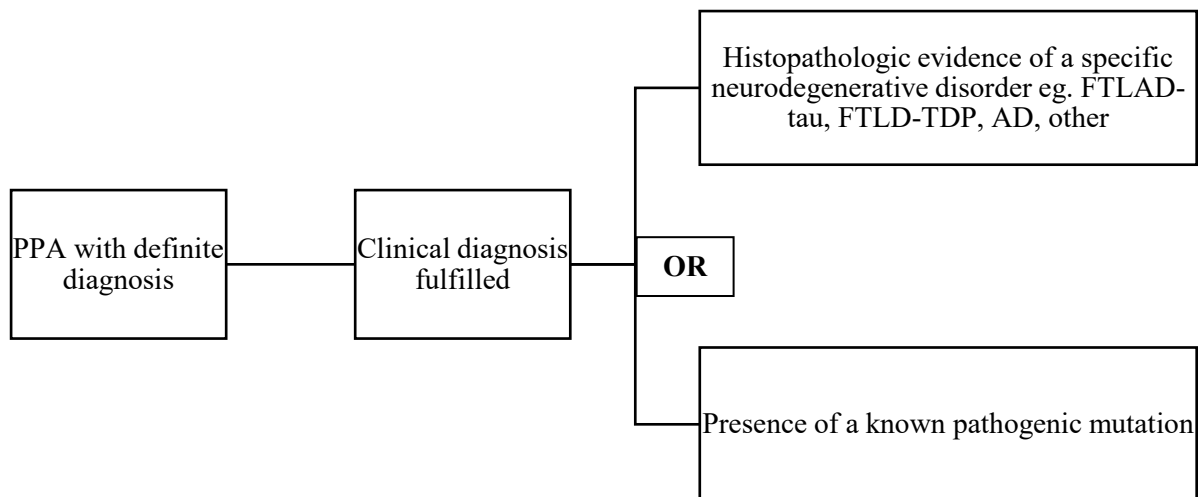 Histopathologic evidence of a specific
neurodegenerative disorder eg. FTLAD-
tau, FTLD-TDP, AD, other
PPA with definite
diagnosis
Clinical diagnosis
fulfilled
OR
Presence of a known pathogenic mutation